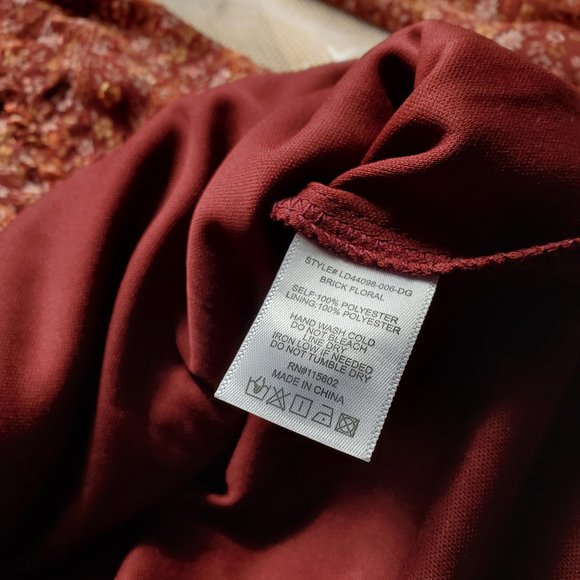 STYLE# LD44098-006-DG
BRICK FLORAL
SELF:100% POLYESTER
LINING:100% POLYESTER
HAND WASH COLD
DO NOT BLEACH
LINE DRY
IRON LOW, IF NEEDED
DO NOT TUMBLE DRY
RN#115602
MADE IN CHINA